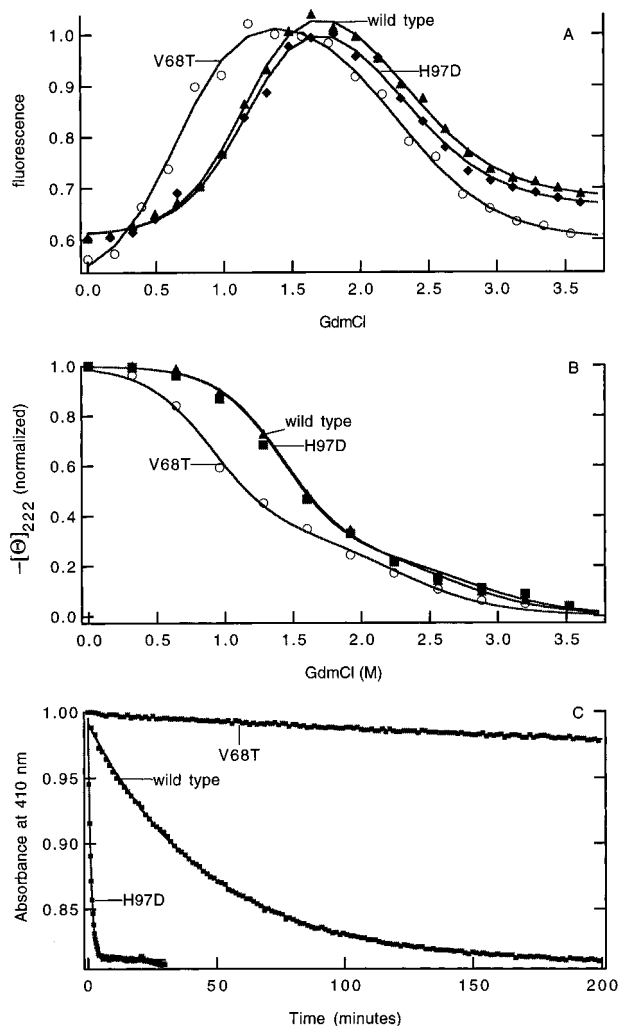 A
wild type
V68T
H97D
fluorescence
1.0
0.9
0.8
0.7
0.6
0.0 0.5 1.0 1.5 2.0 2.5 3.0 3.5
GdmCl
B
wild type
H97D
V68T
−[Θ]222 (normalized)
1.0
0.8
0.6
0.4
0.2
0.0
0.0 0.5 1.0 1.5 2.0 2.5 3.0 3.5
GdmCl (M)
C
V68T
wild type
H97D
Absorbance at 410 nm
1.00
0.95
0.90
0.85
0 50 100 150 200
Time (minutes)